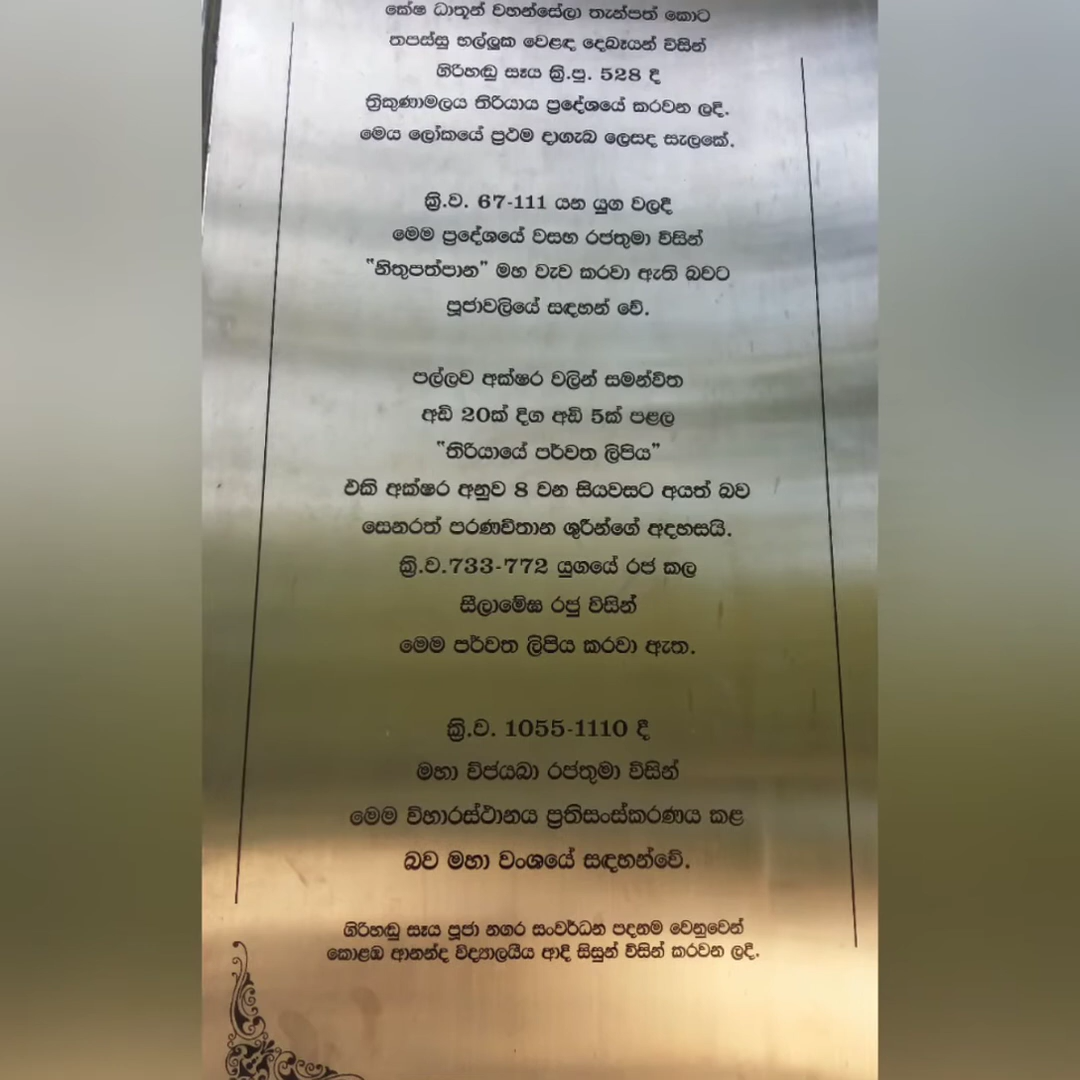 කේෂ ධාතූන් වහන්සේලා තැන්පත් කොට
තපස්සු භල්ලුක වෙළඳ දෙබෑයන් විසින්
ගිරිහඬු සෑය ක්‍රි.පූ. 528 දී
ත්‍රිකුණාමලය තිරියාය ප්‍රදේශයේ කරවන ලදී.
මෙය ලෝකයේ ප්‍රථම දාගැබ ලෙසද සැලකේ.
ක්‍රි.ව. 67-111 යන යුග වලදී
මෙම ප්‍රදේශයේ වසභ රජතුමා විසින්
"නිතුපත්පාන" මහ වැව කරවා ඇති බවට
පූජාවලියේ සඳහන් වේ.
පල්ලව අක්ෂර වලින් සමන්විත
අඩි 20ක් දිග අඩි 5ක් පළල
"තිරියායේ පර්වත ලිපිය"
එකි අක්ෂර අනුව 8 වන සියවසට අයත් බව
සෙනරත් පරණවිතාන ශූරීන්ගේ අදහසයි.
ක්‍රි.ව.733-772 යුගයේ රජ කල
සීලාමේඝ රජු විසින්
මෙම පර්වත ලිපිය කරවා ඇත.
ක්‍රි.ව. 1055-1110 දී
මහා විජයබා රජතුමා විසින්
මෙම විහාරස්ථානය ප්‍රතිසංස්කරණය කළ
බව මහා වංශයේ සඳහන්වේ.
ගිරිහඬු සෑය පූජා නගර සංවර්ධන පදනම වෙනුවෙන්
කොළඹ ආනන්ද විද්‍යාලයීය ආදි සිසුන් විසින් කරවන ලදි.